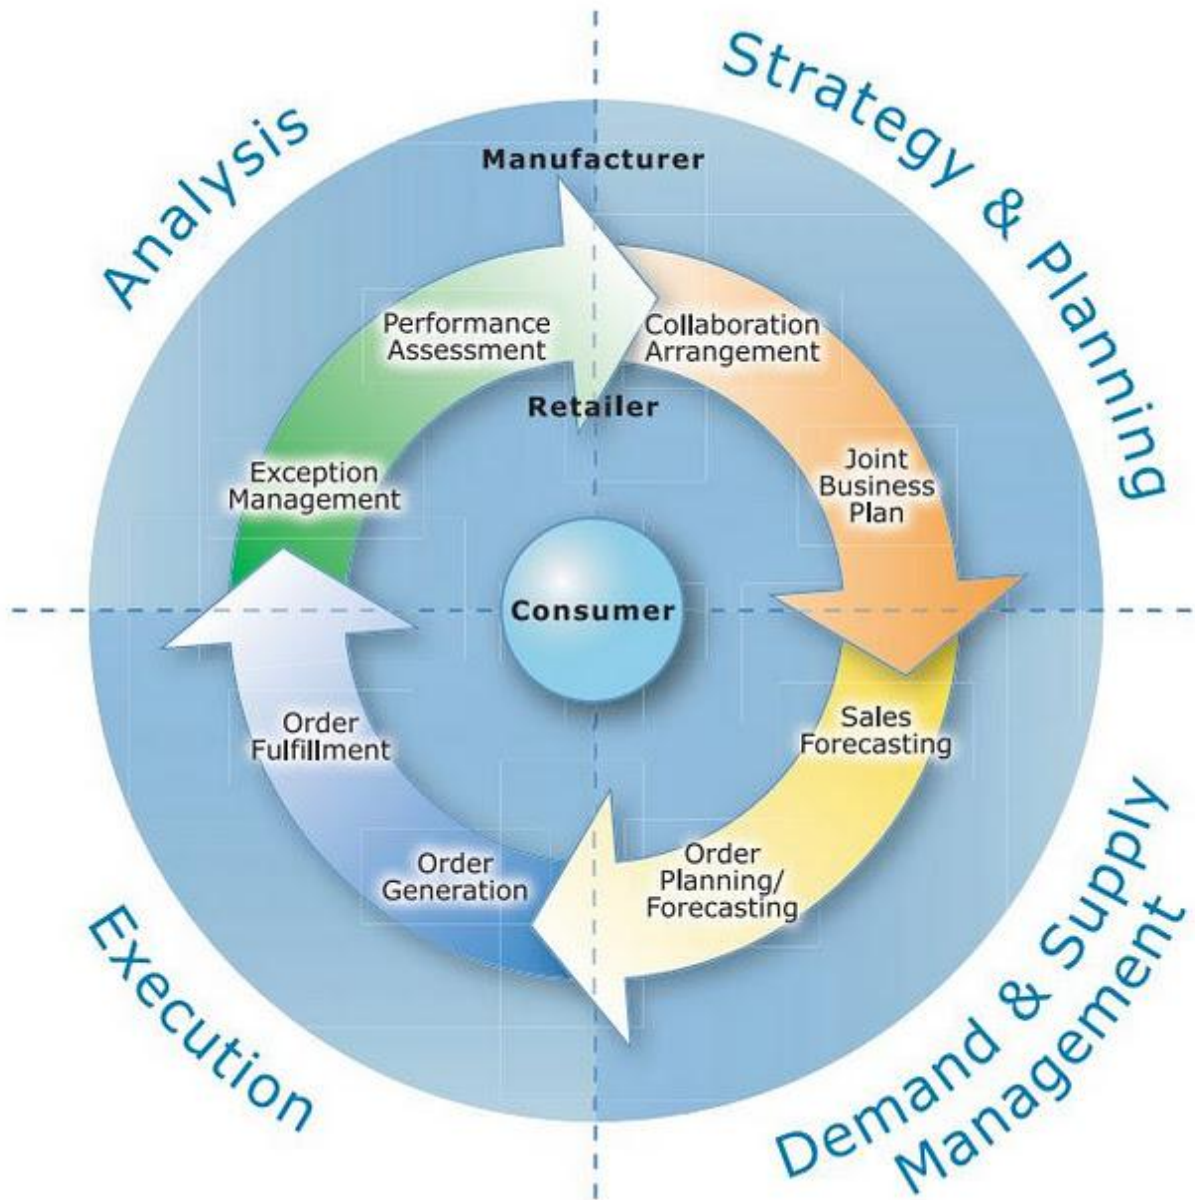 Strategy & Planning
Analysis
Manufacturer
Performance
Assessment
Collaboration
Arrangement
Retailer
Exception
Management
Joint
Business
Plan
Consumer
Order
Fulfillment
Sales
Forecasting
Order
Generation
Order
Planning/
Forecasting
Execution
Demand & Supply
Management